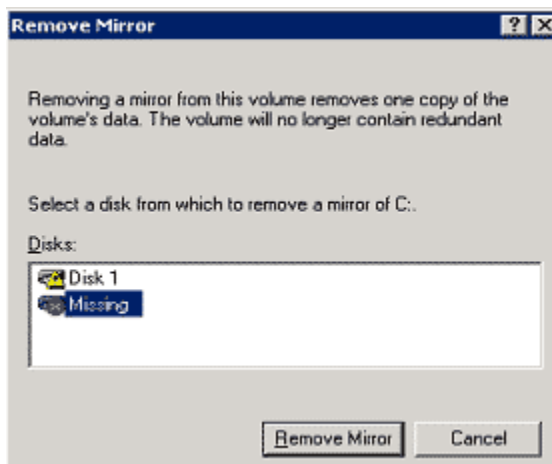 Remove Mirror
Removing a mirror from this volume removes one copy of the
volume's data. The volume will no longer contain redundant
data.
Select a disk from which to remove a mirror of C:.
Disks:
Disk 1
Missing
Remove Mirror
Cancel